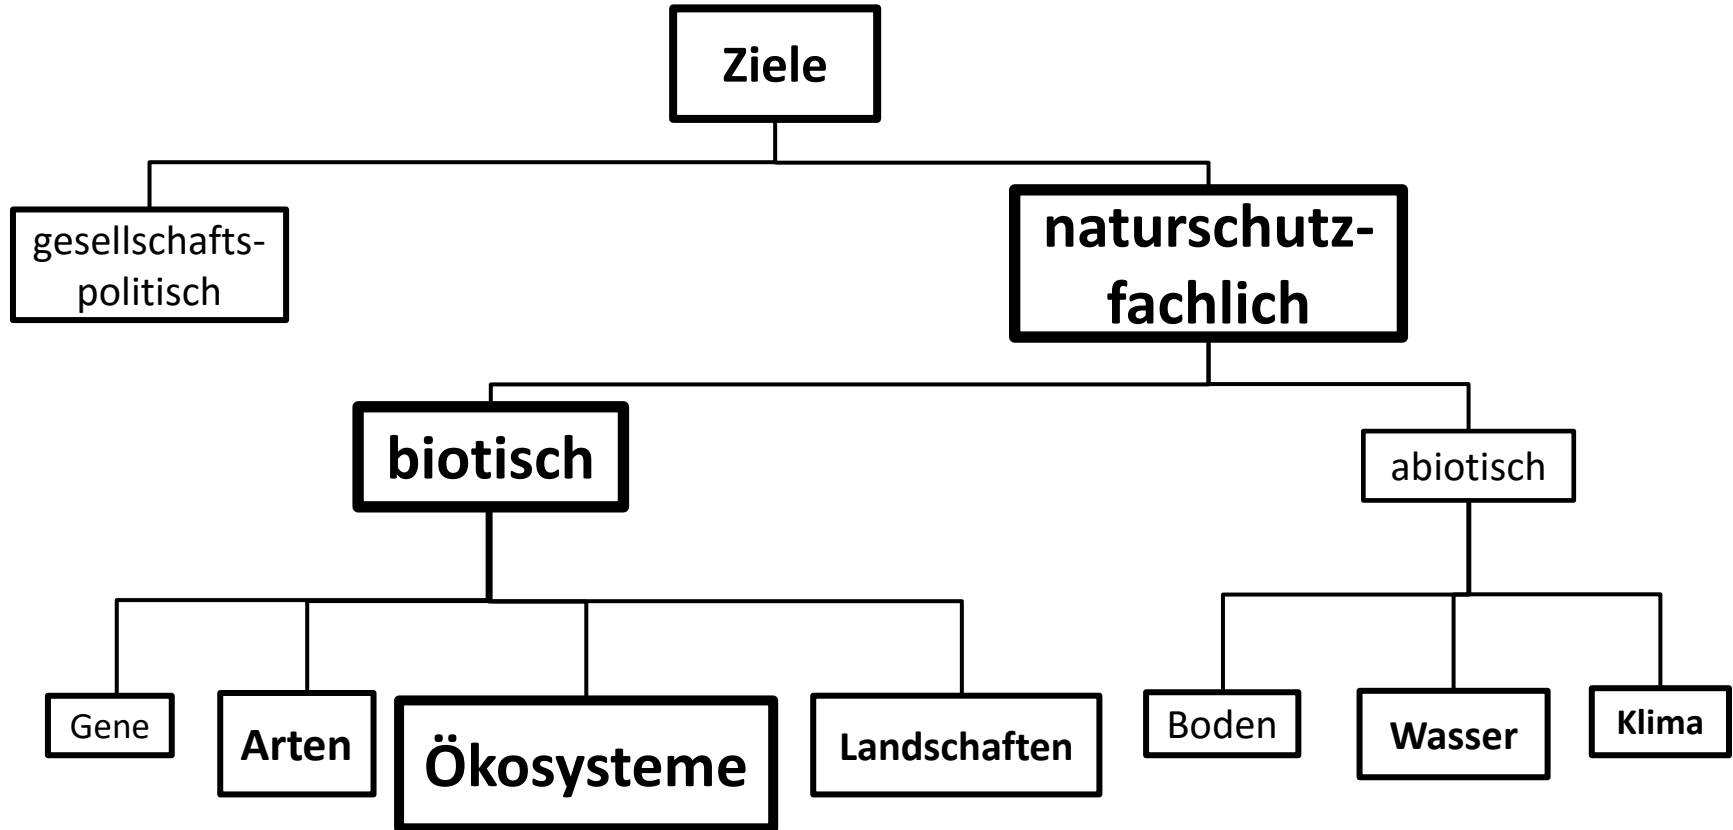 Ziele
gesellschafts-
politisch
naturschutz-
fachlich
biotisch
abiotisch
Gene
Arten
Ökosysteme
Landschaften
Boden
Wasser
Klima